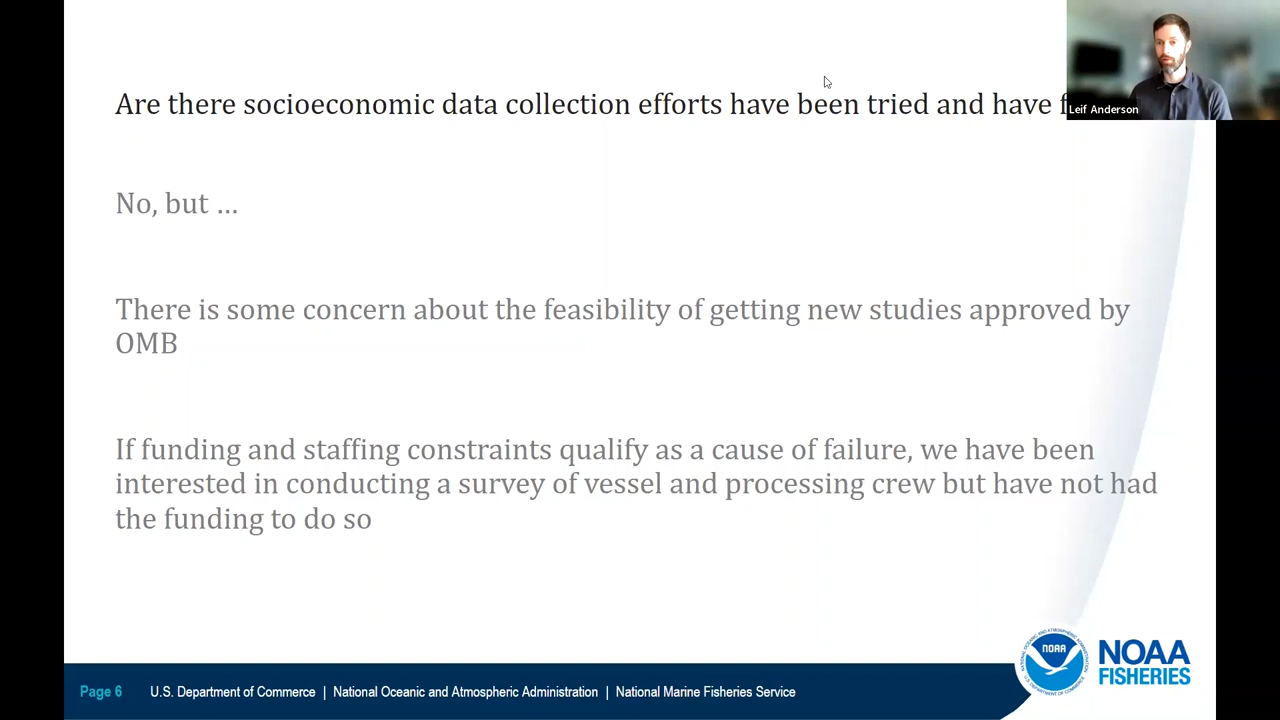 Are there socioeconomic data collection efforts have been tried and have
Leif Anderson
No, but ...
There is some concern about the feasibility of getting new studies approved by
OMB
If funding and staffing constraints qualify as a cause of failure, we have been
interested in conducting a survey of vessel and processing crew but have not had
the funding to do so
NOAA
NOAA
FISHERIES
Page 6 U.S. Department of Commerce | National Oceanic and Atmospheric Administration | National Marine Fisheries Service